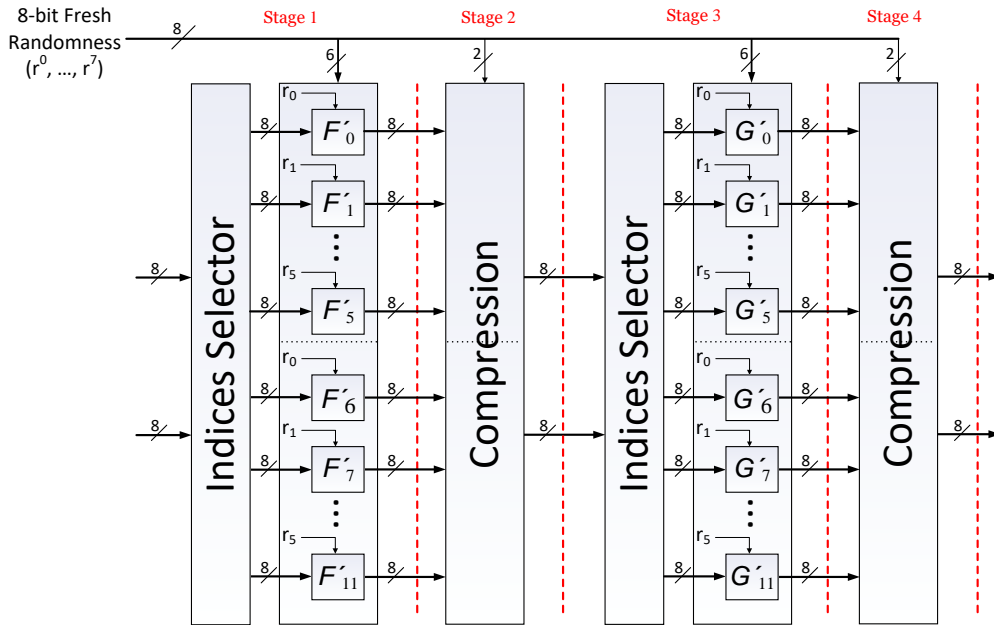 8-bit Fresh
Randomness
(r⁰, …, r⁷)
8
Stage 1
Stage 2
Stage 3
Stage 4
6
2
6
2
Indices Selector
8
8
8
r₀
F′₀
8
8
r₁
F′₁
8
8
r₅
F′₅
8
8
r₀
F′₆
8
8
r₁
F′₇
8
8
r₅
F′₁₁
8
8
Compression
8
8
Indices Selector
8
r₀
G′₀
8
8
r₁
G′₁
8
8
r₅
G′₅
8
8
r₀
G′₆
8
8
r₁
G′₇
8
8
r₅
G′₁₁
8
Compression
8
8